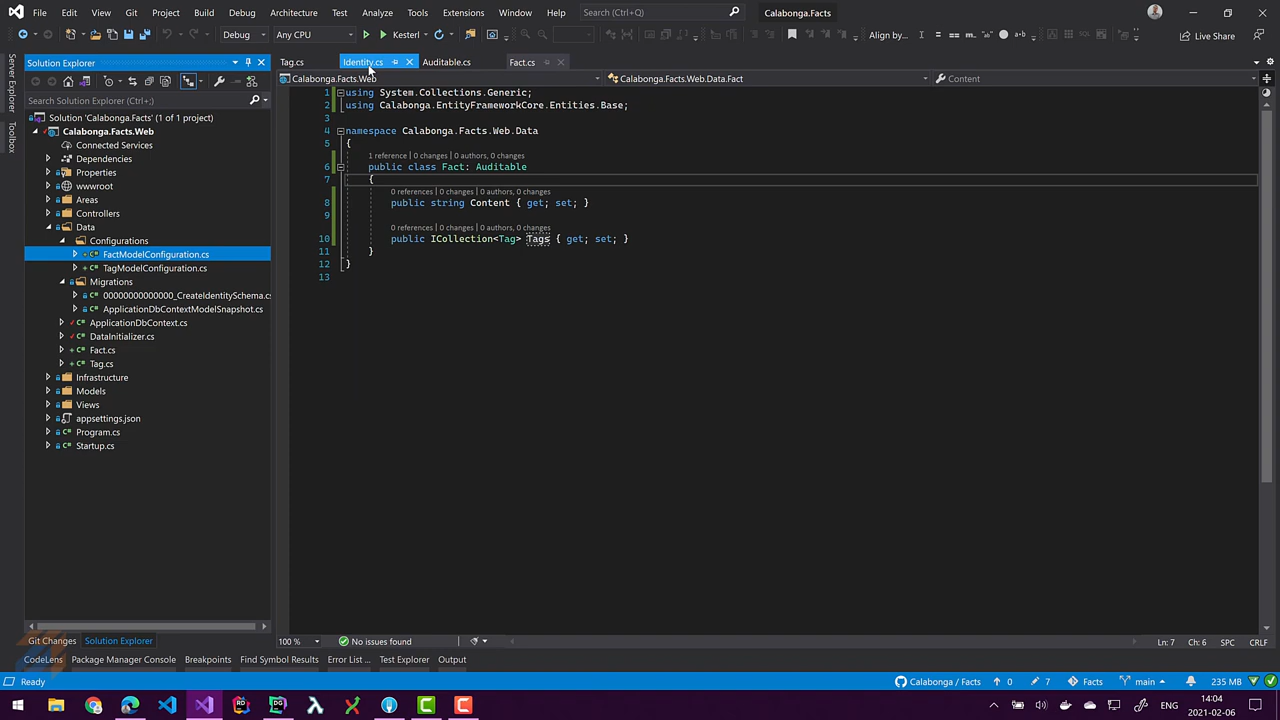 File Edit View Git Project Build Debug Architecture Test Analyze Tools Extensions Window Help Search (Ctrl+;) Calabonga.Facts
Debug Any CPU Kesterl Align by... Live Share
Server Explorer
Toolbox
Solution Explorer
Search Solution Explorer (Ctrl+;)
Solution 'Calabonga.Facts' (1 of 1 project)
Calabonga.Facts.Web
Connected Services
Dependencies
Properties
wwwroot
Areas
Controllers
Data
Configurations
FactModelConfiguration.cs
TagModelConfiguration.cs
Migrations
00000000000000_CreateIdentitySchema.cs
ApplicationDbContextModelSnapshot.cs
ApplicationDbContext.cs
DataInitializer.cs
Fact.cs
Tag.cs
Infrastructure
Models
Views
appsettings.json
Program.cs
Startup.cs
Git Changes Solution Explorer
Tag.cs Identity.cs Auditable.cs Fact.cs
Calabonga.Facts.Web Calabonga.Facts.Web.Data.Fact Content
1 using System.Collections.Generic;
2 using Calabonga.EntityFrameworkCore.Entities.Base;
3
4 namespace Calabonga.Facts.Web.Data
5 {
1 reference | 0 changes | 0 authors, 0 changes
6 public class Fact: Auditable
7 {
0 references | 0 changes | 0 authors, 0 changes
8 public string Content { get; set; }
9
0 references | 0 changes | 0 authors, 0 changes
10 public ICollection<Tag> Tags { get; set; }
11 }
12 }
13
100 % No issues found Ln: 7 Ch: 6 SPC CRLF
CodeLens Package Manager Console Breakpoints Find Symbol Results Error List ... Test Explorer Output
Ready Calabonga / Facts 0 7 Facts main 235 MB 2
ENG 14:04
2021-02-06